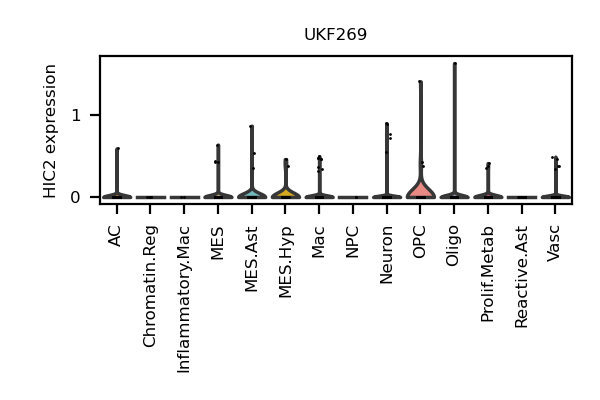 UKF269
HIC2 expression
1
0
AC
Chromatin.Reg
Inflammatory.Mac
MES
MES.Ast
MES.Hyp
Mac
NPC
Neuron
OPC
Oligo
Prolif.Metab
Reactive.Ast
Vasc